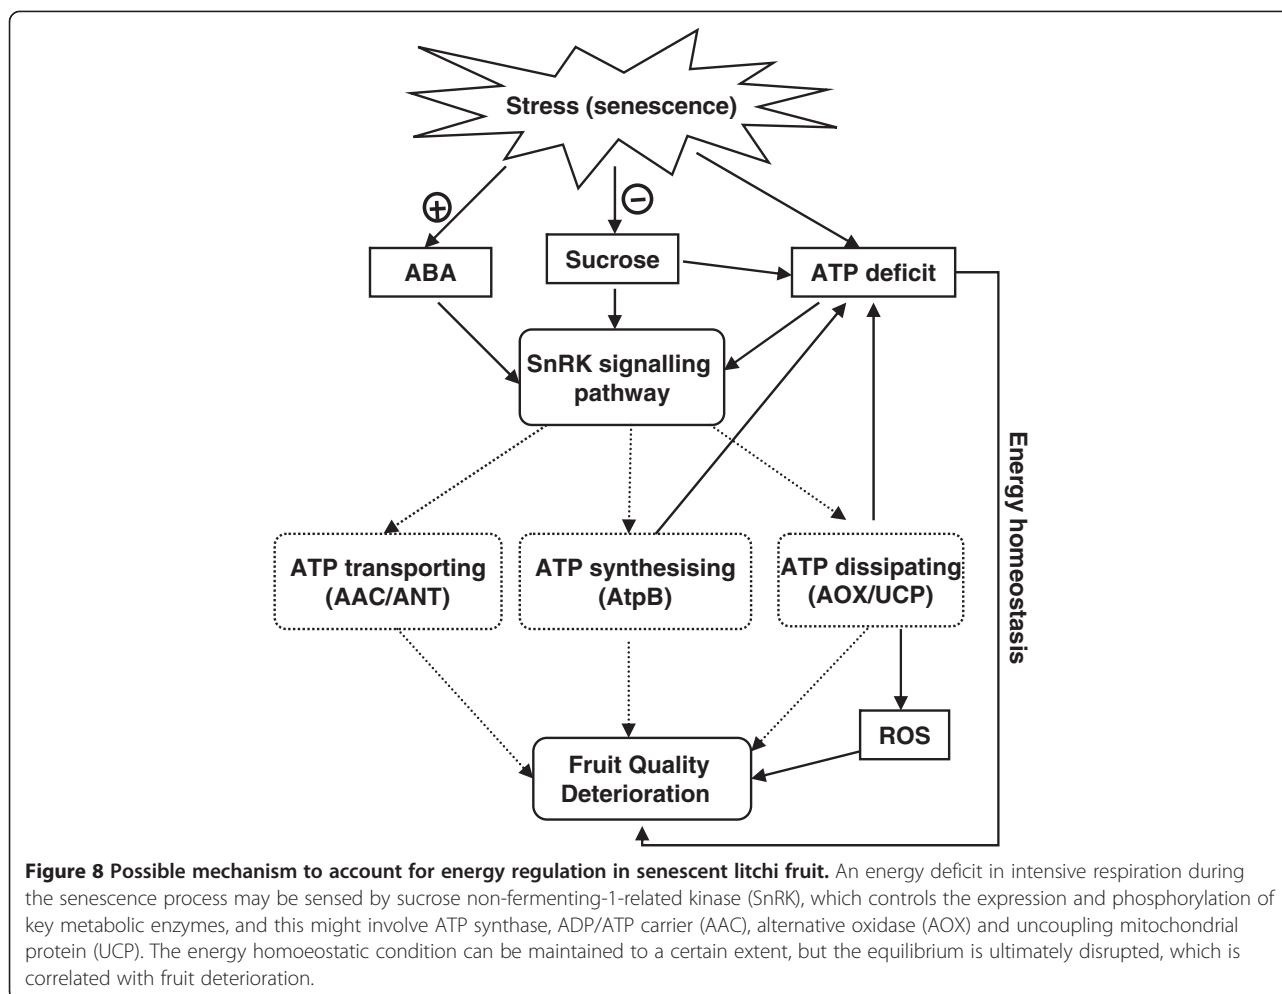 Stress (senescence)
+
−
ABA
Sucrose
ATP deficit
SnRK signalling
pathway
Energy homeostasis
ATP transporting
(AAC/ANT)
ATP synthesising
(AtpB)
ATP dissipating
(AOX/UCP)
ROS
Fruit Quality
Deterioration
Figure 8 Possible mechanism to account for energy regulation in senescent litchi fruit. An energy deficit in intensive respiration during
the senescence process may be sensed by sucrose non-fermenting-1-related kinase (SnRK), which controls the expression and phosphorylation of
key metabolic enzymes, and this might involve ATP synthase, ADP/ATP carrier (AAC), alternative oxidase (AOX) and uncoupling mitochondrial
protein (UCP). The energy homoeostatic condition can be maintained to a certain extent, but the equilibrium is ultimately disrupted, which is
correlated with fruit deterioration.